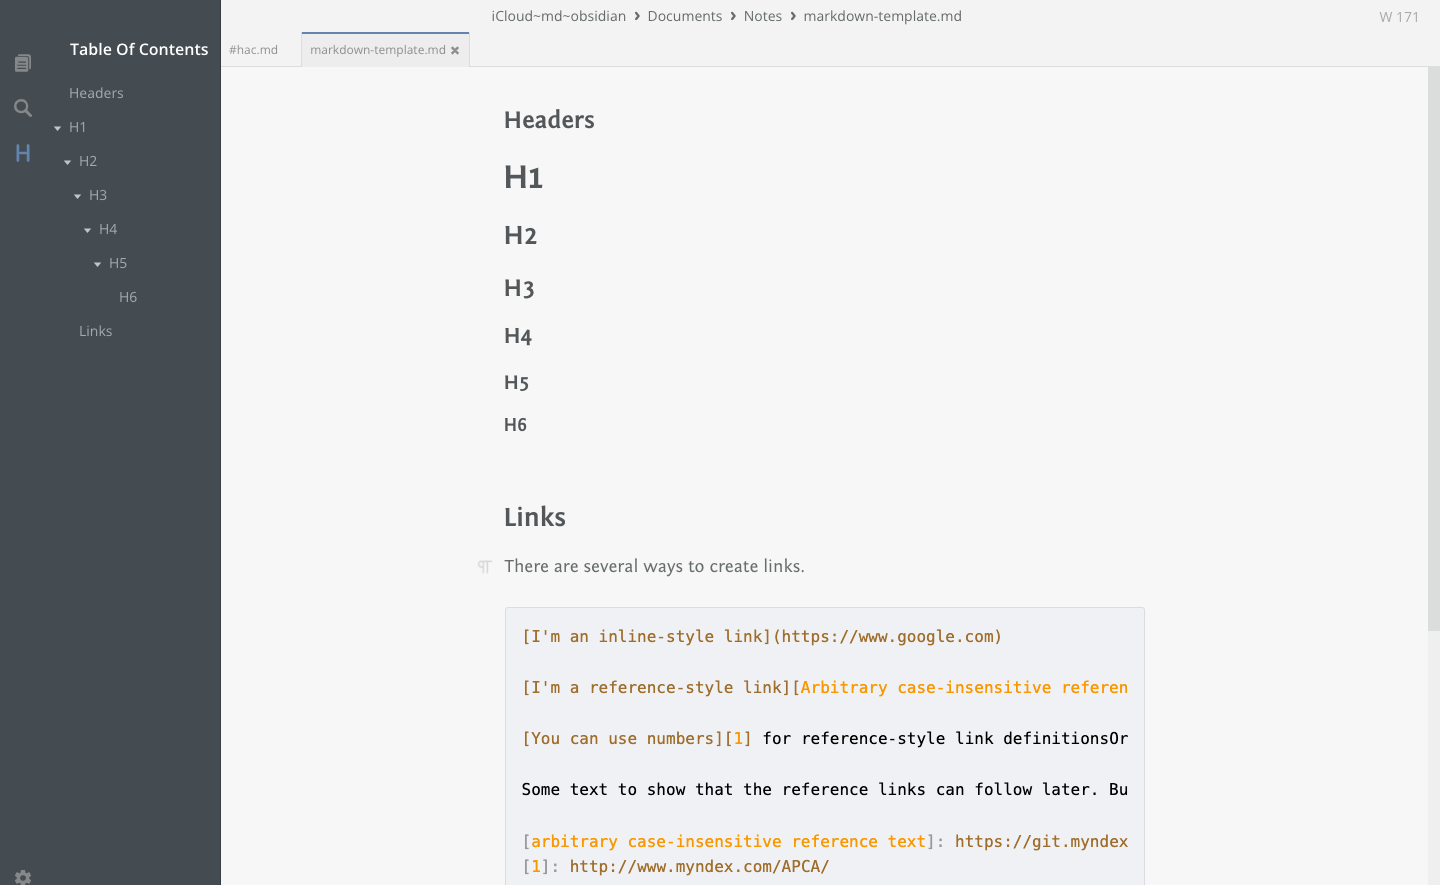 iCloud~md~obsidian › Documents › Notes › markdown-template.md
W 171
#hac.md
markdown-template.md
Table Of Contents
Headers
H1
H2
H3
H4
H5
H6
Links
H
Headers
H1
H2
H3
H4
H5
H6
Links
¶ There are several ways to create links.
[I'm an inline-style link](https://www.google.com)
[I'm a reference-style link][Arbitrary case-insensitive referen
[You can use numbers][1] for reference-style link definitionsOr
Some text to show that the reference links can follow later. Bu
[arbitrary case-insensitive reference text]: https://git.myndex
[1]: http://www.myndex.com/APCA/